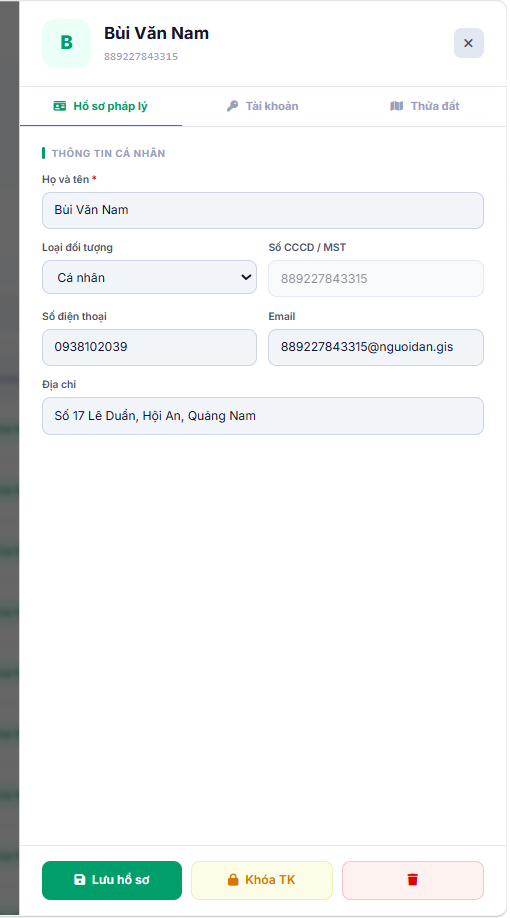 B
Bùi Văn Nam
889227843315
Hồ sơ pháp lý
Tài khoản
Thửa đất
THÔNG TIN CÁ NHÂN
Họ và tên *
Bùi Văn Nam
Loại đối tượng
Số CCCD / MST
Cá nhân
889227843315
Số điện thoại
Email
0938102039
889227843315@nguoidan.gis
Địa chỉ
Số 17 Lê Duẩn, Hội An, Quảng Nam
Lưu hồ sơ
Khóa TK